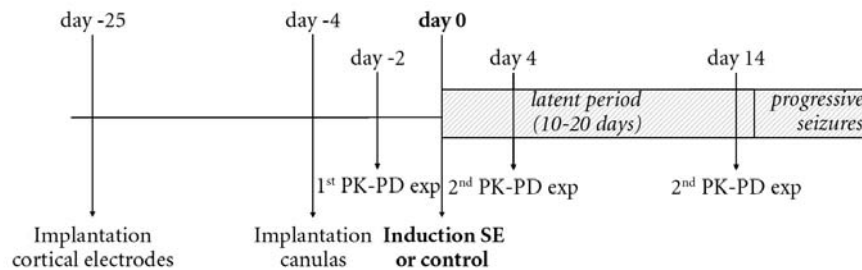 day -25
day -4
day 0
day -2
day 4
day 14
latent period
(10-20 days)
progressive
seizures
1st PK-PD exp
2nd PK-PD exp
2nd PK-PD exp
Implantation
cortical electrodes
Implantation
canulas
Induction SE
or control